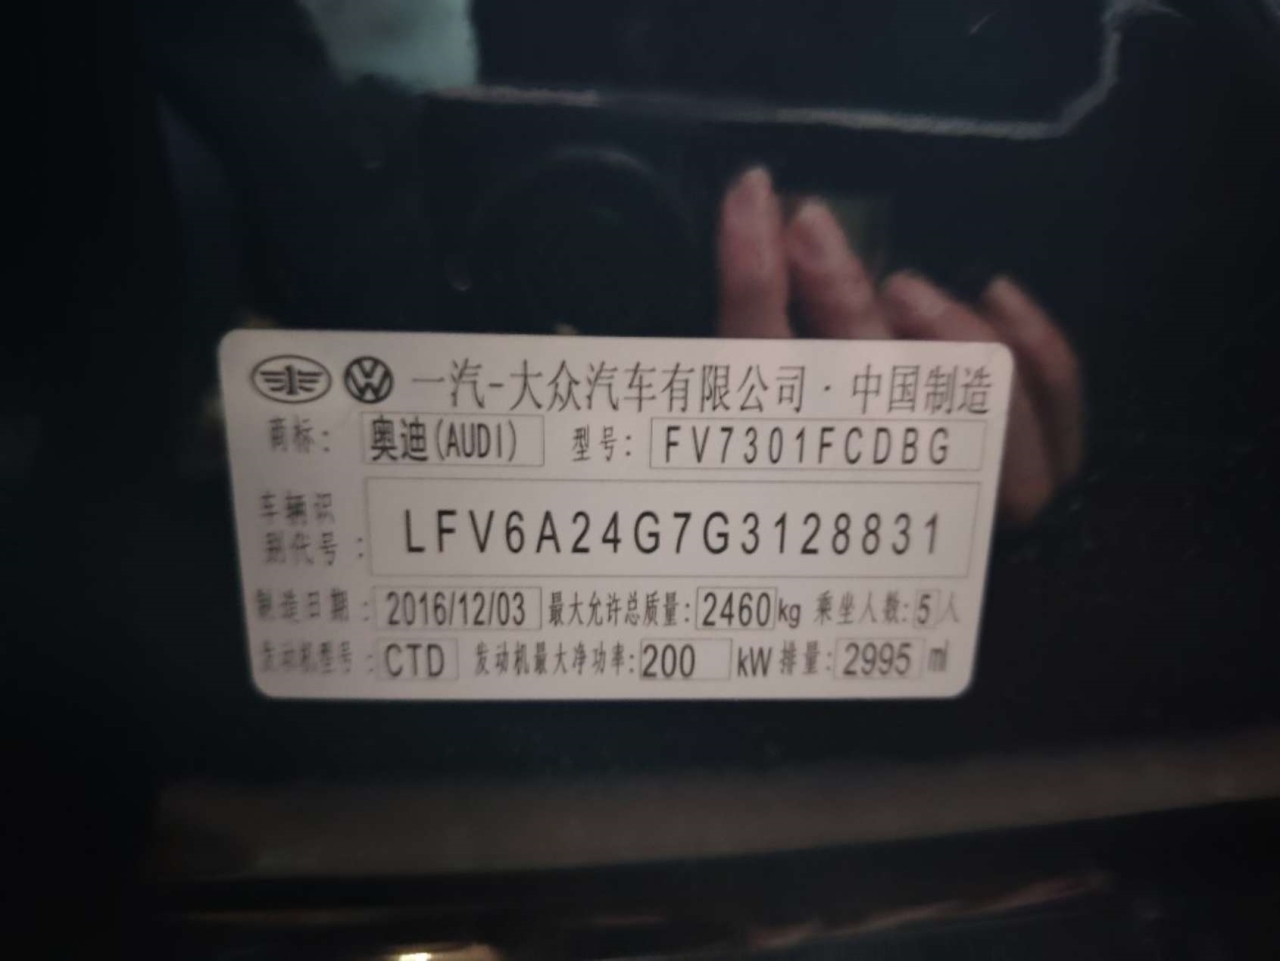 一汽-大众汽车有限公司·中国制造
商标: 奥迪(AUDI) 型号: FV7301FCDBG
车辆识
别代号: LFV6A24G7G3128831
制造日期: 2016/12/03 最大允许总质量: 2460kg 乘坐人数: 5人
发动机型号: CTD 发动机最大净功率: 200 kW 排量: 2995 ml